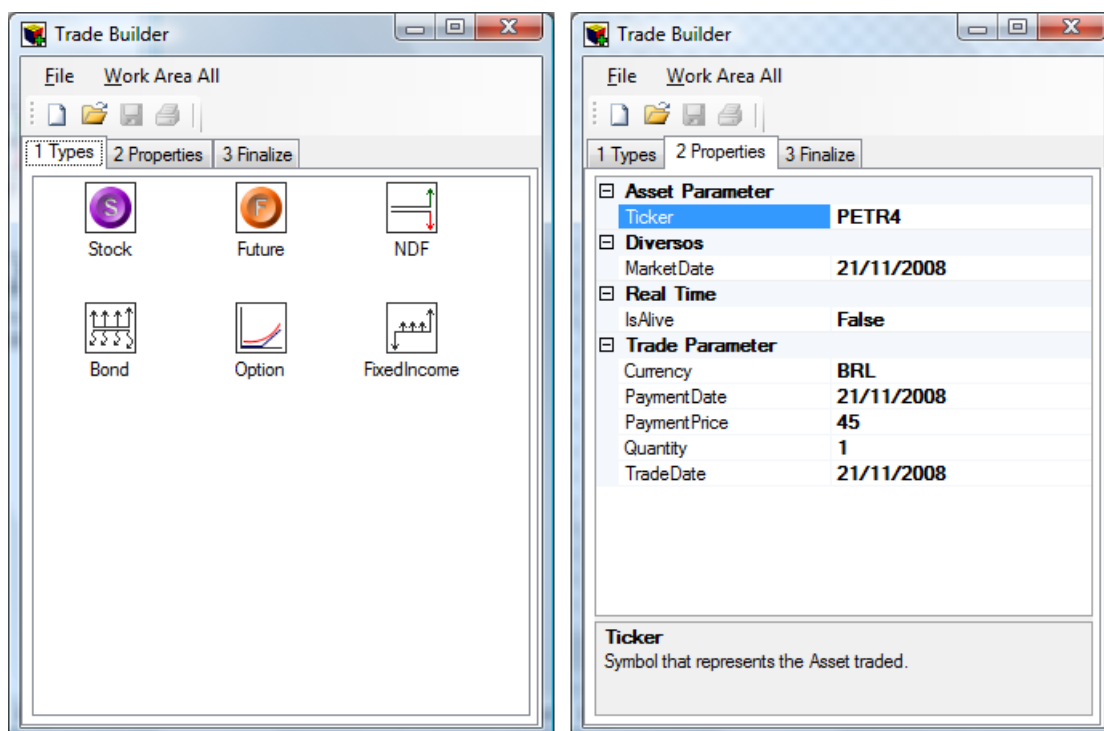 Trade Builder
File Work Area All
1 Types 2 Properties 3 Finalize
S F
Stock Future NDF
Bond Option FixedIncome
Trade Builder
File Work Area All
1 Types 2 Properties 3 Finalize
Asset Parameter
Ticker PETR4
Diversos
MarketDate 21/11/2008
Real Time
IsAlive False
Trade Parameter
Currency BRL
PaymentDate 21/11/2008
PaymentPrice 45
Quantity 1
TradeDate 21/11/2008
Ticker
Symbol that represents the Asset traded.